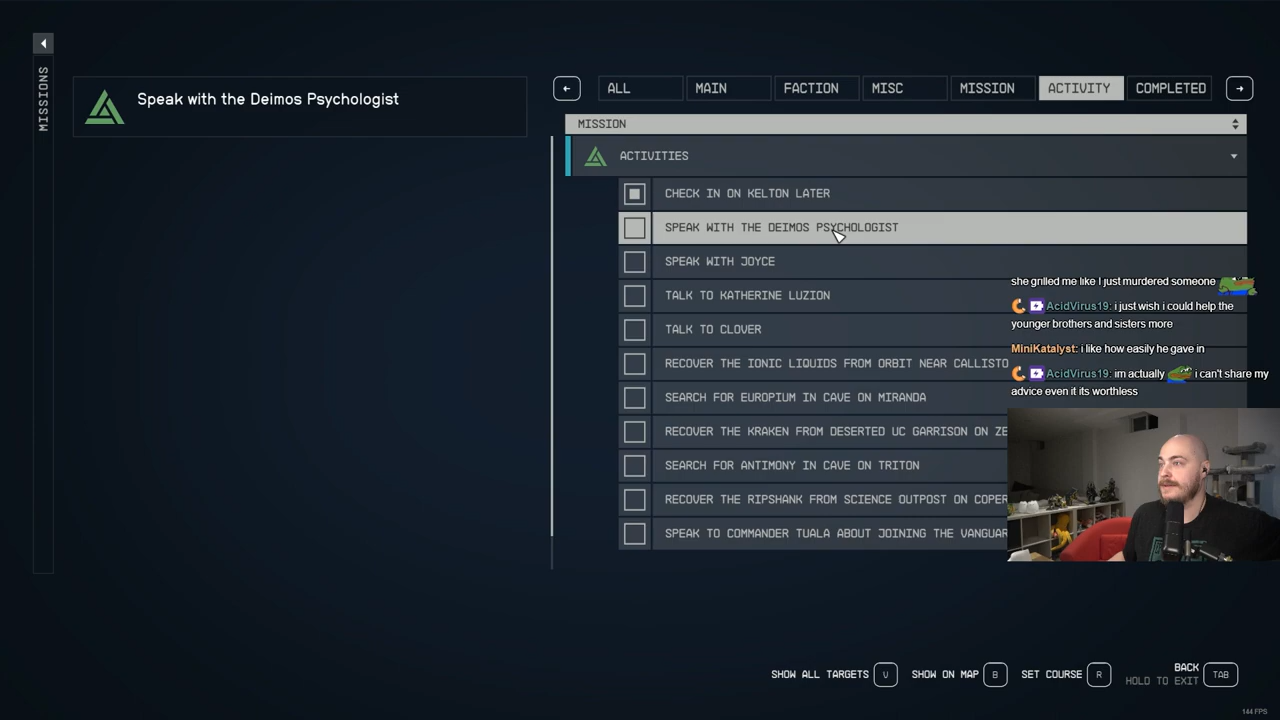 MISSIONS
Speak with the Deimos Psychologist
ALL
MAIN
FACTION
MISC
MISSION
ACTIVITY
COMPLETED
MISSION
ACTIVITIES
CHECK IN ON KELTON LATER
SPEAK WITH THE DEIMOS PSYCHOLOGIST
SPEAK WITH JOYCE
TALK TO KATHERINE LUZION
TALK TO CLOVER
RECOVER THE IONIC LIQUIDS FROM ORBIT NEAR CALLISTO
SEARCH FOR EUROPIUM IN CAVE ON MIRANDA
RECOVER THE KRAKEN FROM DESERTED UC GARRISON ON ZE
SEARCH FOR ANTIMONY IN CAVE ON TRITON
RECOVER THE RIPSHANK FROM SCIENCE OUTPOST ON COPER
SPEAK TO COMMANDER TUALA ABOUT JOINING THE VANGUAR
she grilled me like I just murdered someone
AcidVirus19: i just wish i could help the
younger brothers and sisters more
MiniKatalyst: i like how easily he gave in
AcidVirus19: im actually i can't share my
advice even it its worthless
SHOW ALL TARGETS V
SHOW ON MAP B
SET COURSE R
BACK
HOLD TO EXIT TAB
144 FPS